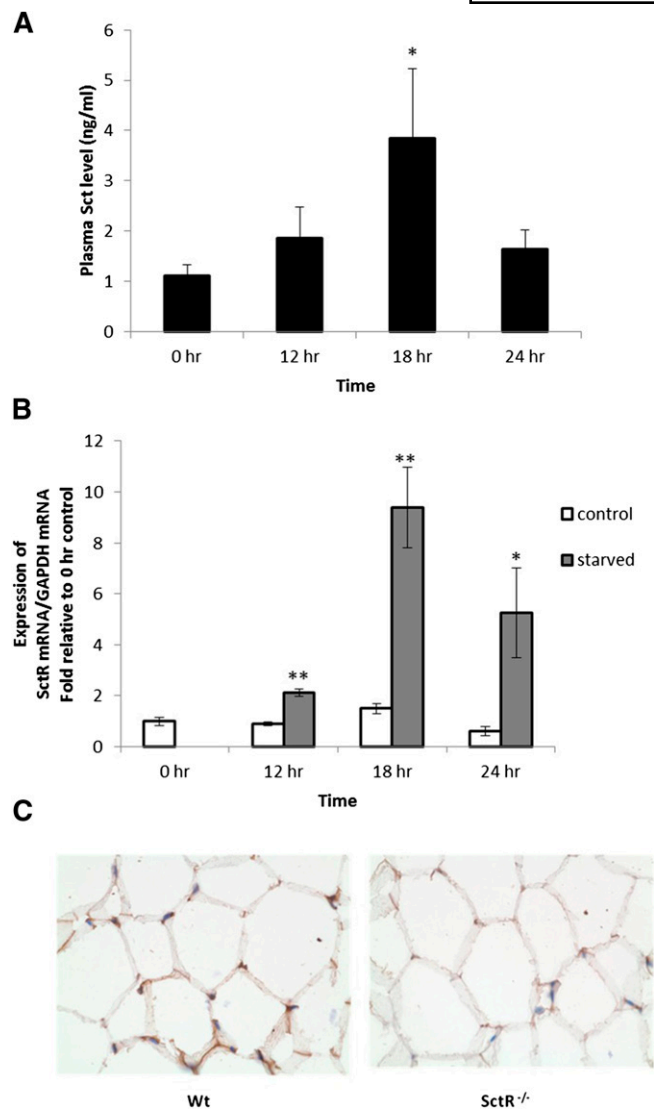 A
Plasma Sct level (ng/ml)
6
5
4
3
2
1
0
*
0 hr
12 hr
18 hr
24 hr
Time
B
Expression of
SctR mRNA/GAPDH mRNA
Fold relative to 0 hr control
12
10
8
6
4
2
0
**
**
*
control
starved
0 hr
12 hr
18 hr
24 hr
Time
C
Wt
SctR-/-